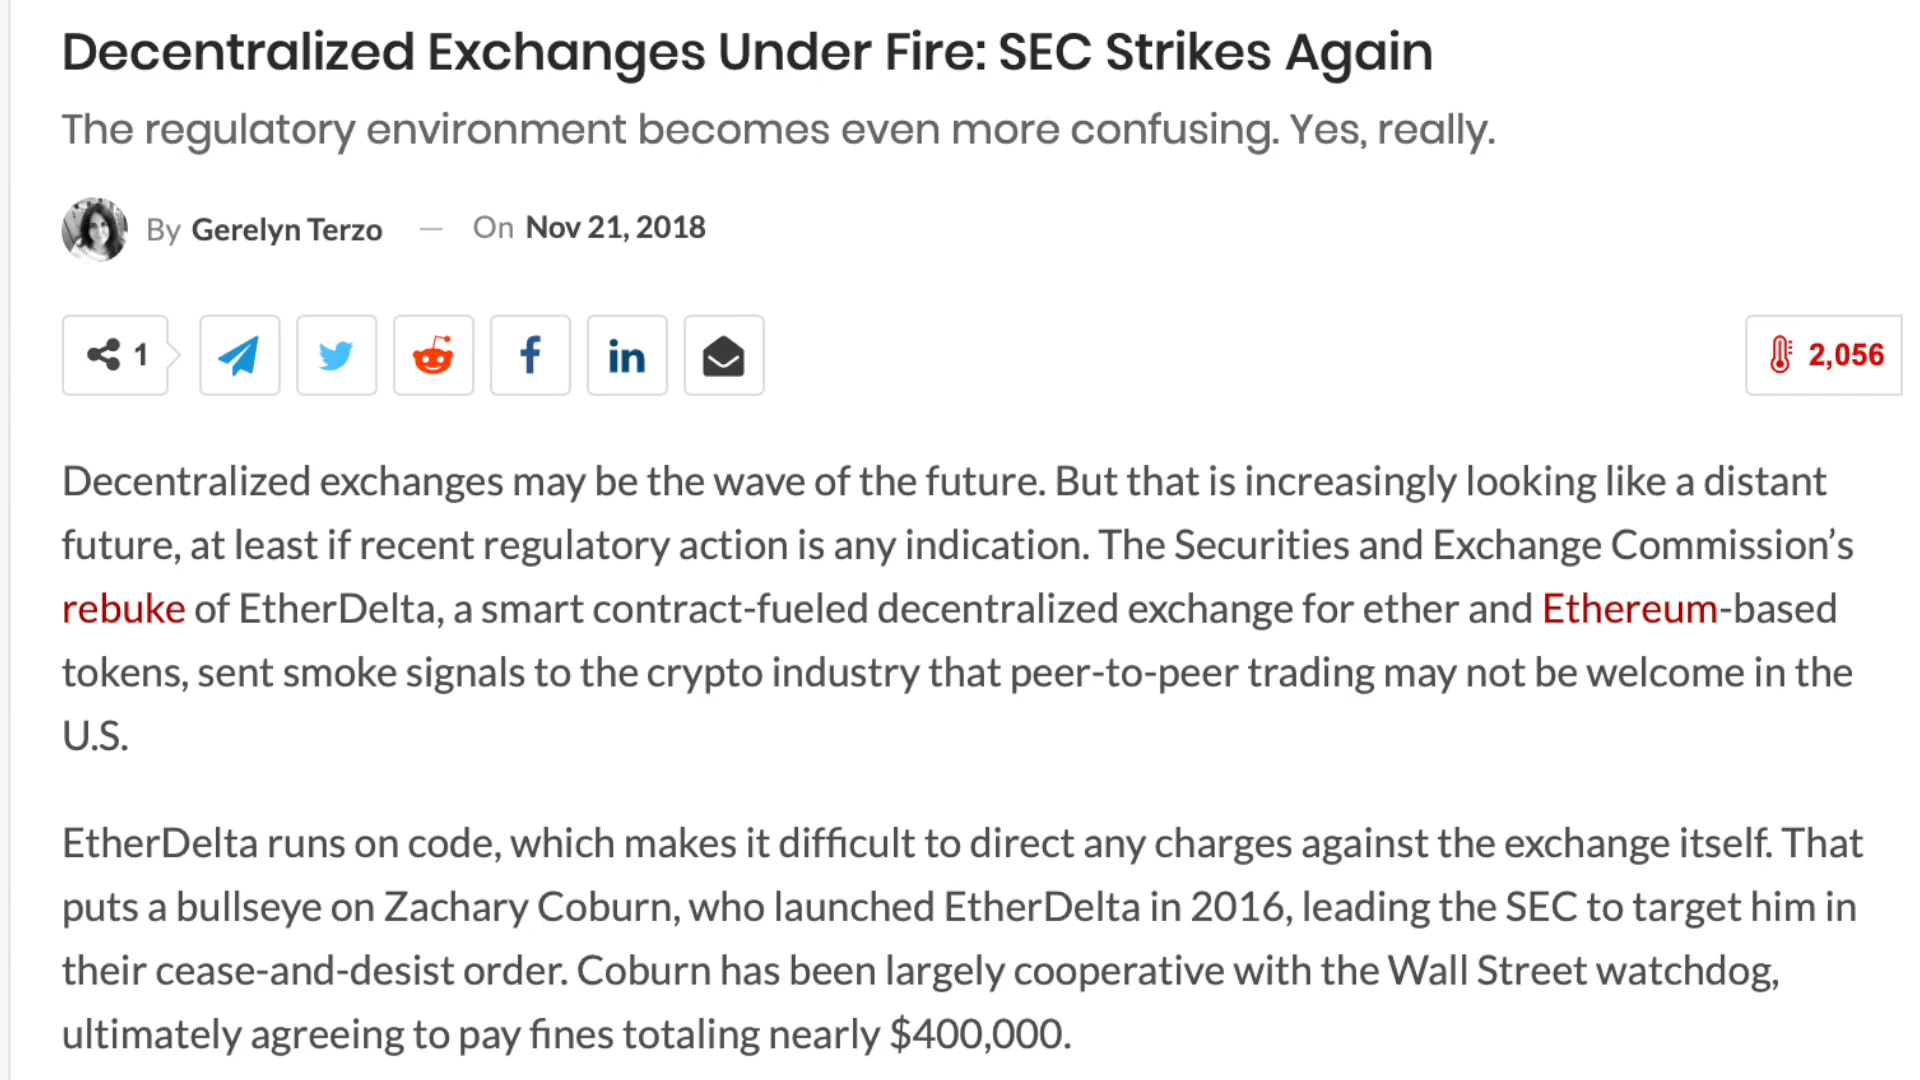 Decentralized Exchanges Under Fire: SEC Strikes Again
The regulatory environment becomes even more confusing. Yes, really.
By Gerelyn Terzo — On Nov 21, 2018
1
2,056
Decentralized exchanges may be the wave of the future. But that is increasingly looking like a distant
future, at least if recent regulatory action is any indication. The Securities and Exchange Commission’s
rebuke of EtherDelta, a smart contract-fueled decentralized exchange for ether and Ethereum-based
tokens, sent smoke signals to the crypto industry that peer-to-peer trading may not be welcome in the
U.S.
EtherDelta runs on code, which makes it difficult to direct any charges against the exchange itself. That
puts a bullseye on Zachary Coburn, who launched EtherDelta in 2016, leading the SEC to target him in
their cease-and-desist order. Coburn has been largely cooperative with the Wall Street watchdog,
ultimately agreeing to pay fines totaling nearly $400,000.